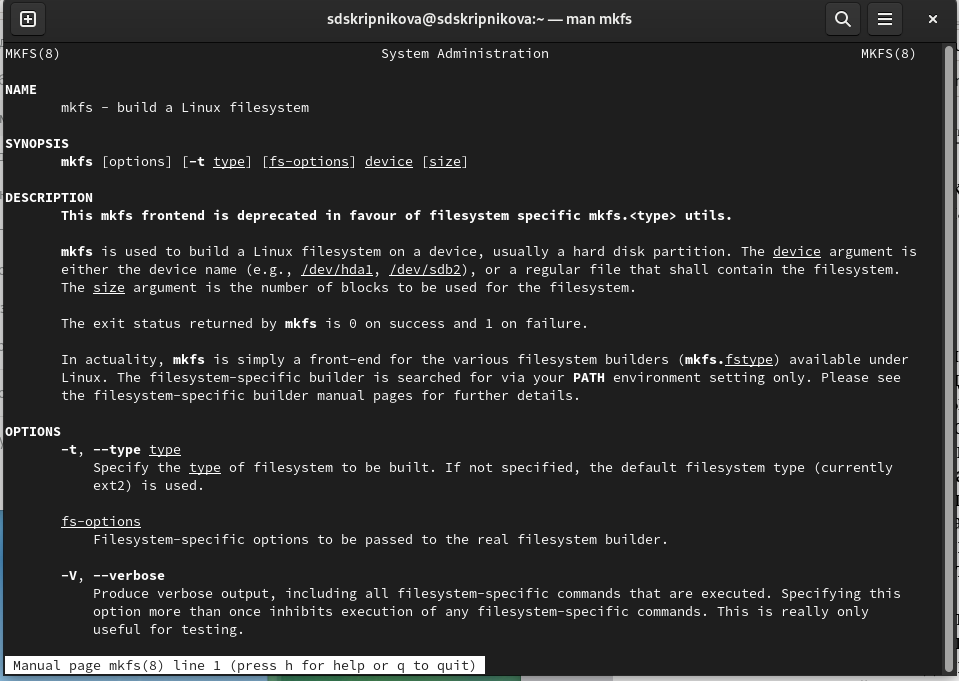 sdskripnikova@sdskripnikova:~ — man mkfs
MKFS(8) System Administration MKFS(8)
NAME
mkfs - build a Linux filesystem
SYNOPSIS
mkfs [options] [-t type] [fs-options] device [size]
DESCRIPTION
This mkfs frontend is deprecated in favour of filesystem specific mkfs.<type> utils.
mkfs is used to build a Linux filesystem on a device, usually a hard disk partition. The device argument is
either the device name (e.g., /dev/hda1, /dev/sdb2), or a regular file that shall contain the filesystem.
The size argument is the number of blocks to be used for the filesystem.
The exit status returned by mkfs is 0 on success and 1 on failure.
In actuality, mkfs is simply a front-end for the various filesystem builders (mkfs.fstype) available under
Linux. The filesystem-specific builder is searched for via your PATH environment setting only. Please see
the filesystem-specific builder manual pages for further details.
OPTIONS
-t, --type type
Specify the type of filesystem to be built. If not specified, the default filesystem type (currently
ext2) is used.
fs-options
Filesystem-specific options to be passed to the real filesystem builder.
-V, --verbose
Produce verbose output, including all filesystem-specific commands that are executed. Specifying this
option more than once inhibits execution of any filesystem-specific commands. This is really only
useful for testing.
Manual page mkfs(8) line 1 (press h for help or q to quit)